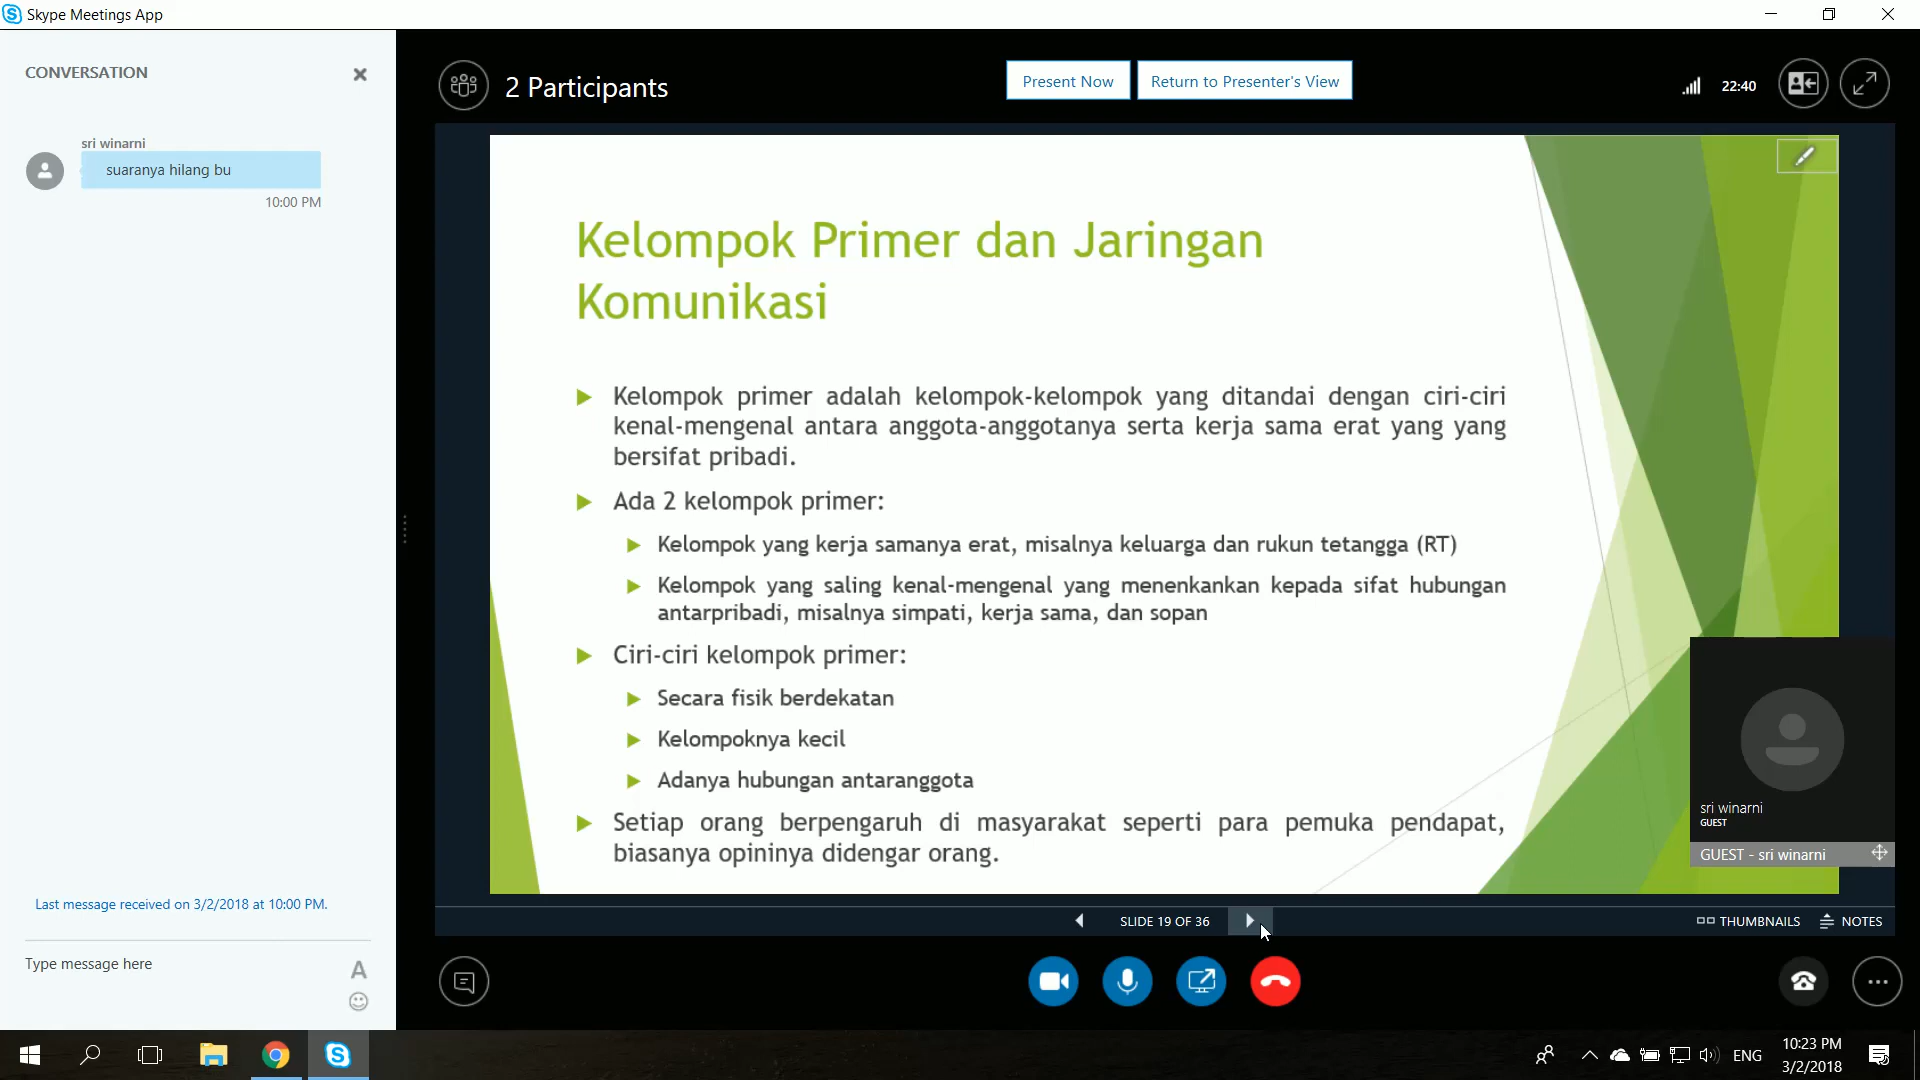 Skype Meetings App
CONVERSATION
sri winarni
suaranya hilang bu
10:00 PM
Last message received on 3/2/2018 at 10:00 PM.
Type message here
A
2 Participants
Present Now
Return to Presenter's View
22:40
Kelompok Primer dan Jaringan
Komunikasi
Kelompok primer adalah kelompok-kelompok yang ditandai dengan ciri-ciri
kenal-mengenal antara anggota-anggotanya serta kerja sama erat yang yang
bersifat pribadi.
Ada 2 kelompok primer:
Kelompok yang kerja samanya erat, misalnya keluarga dan rukun tetangga (RT)
Kelompok yang saling kenal-mengenal yang menenkankan kepada sifat hubungan
antarpribadi, misalnya simpati, kerja sama, dan sopan
Ciri-ciri kelompok primer:
Secara fisik berdekatan
Kelompoknya kecil
Adanya hubungan antaranggota
Setiap orang berpengaruh di masyarakat seperti para pemuka pendapat,
biasanya opininya didengar orang.
sri winarni
GUEST
GUEST - sri winarni
SLIDE 19 OF 36
THUMBNAILS
NOTES
ENG
10:23 PM
3/2/2018